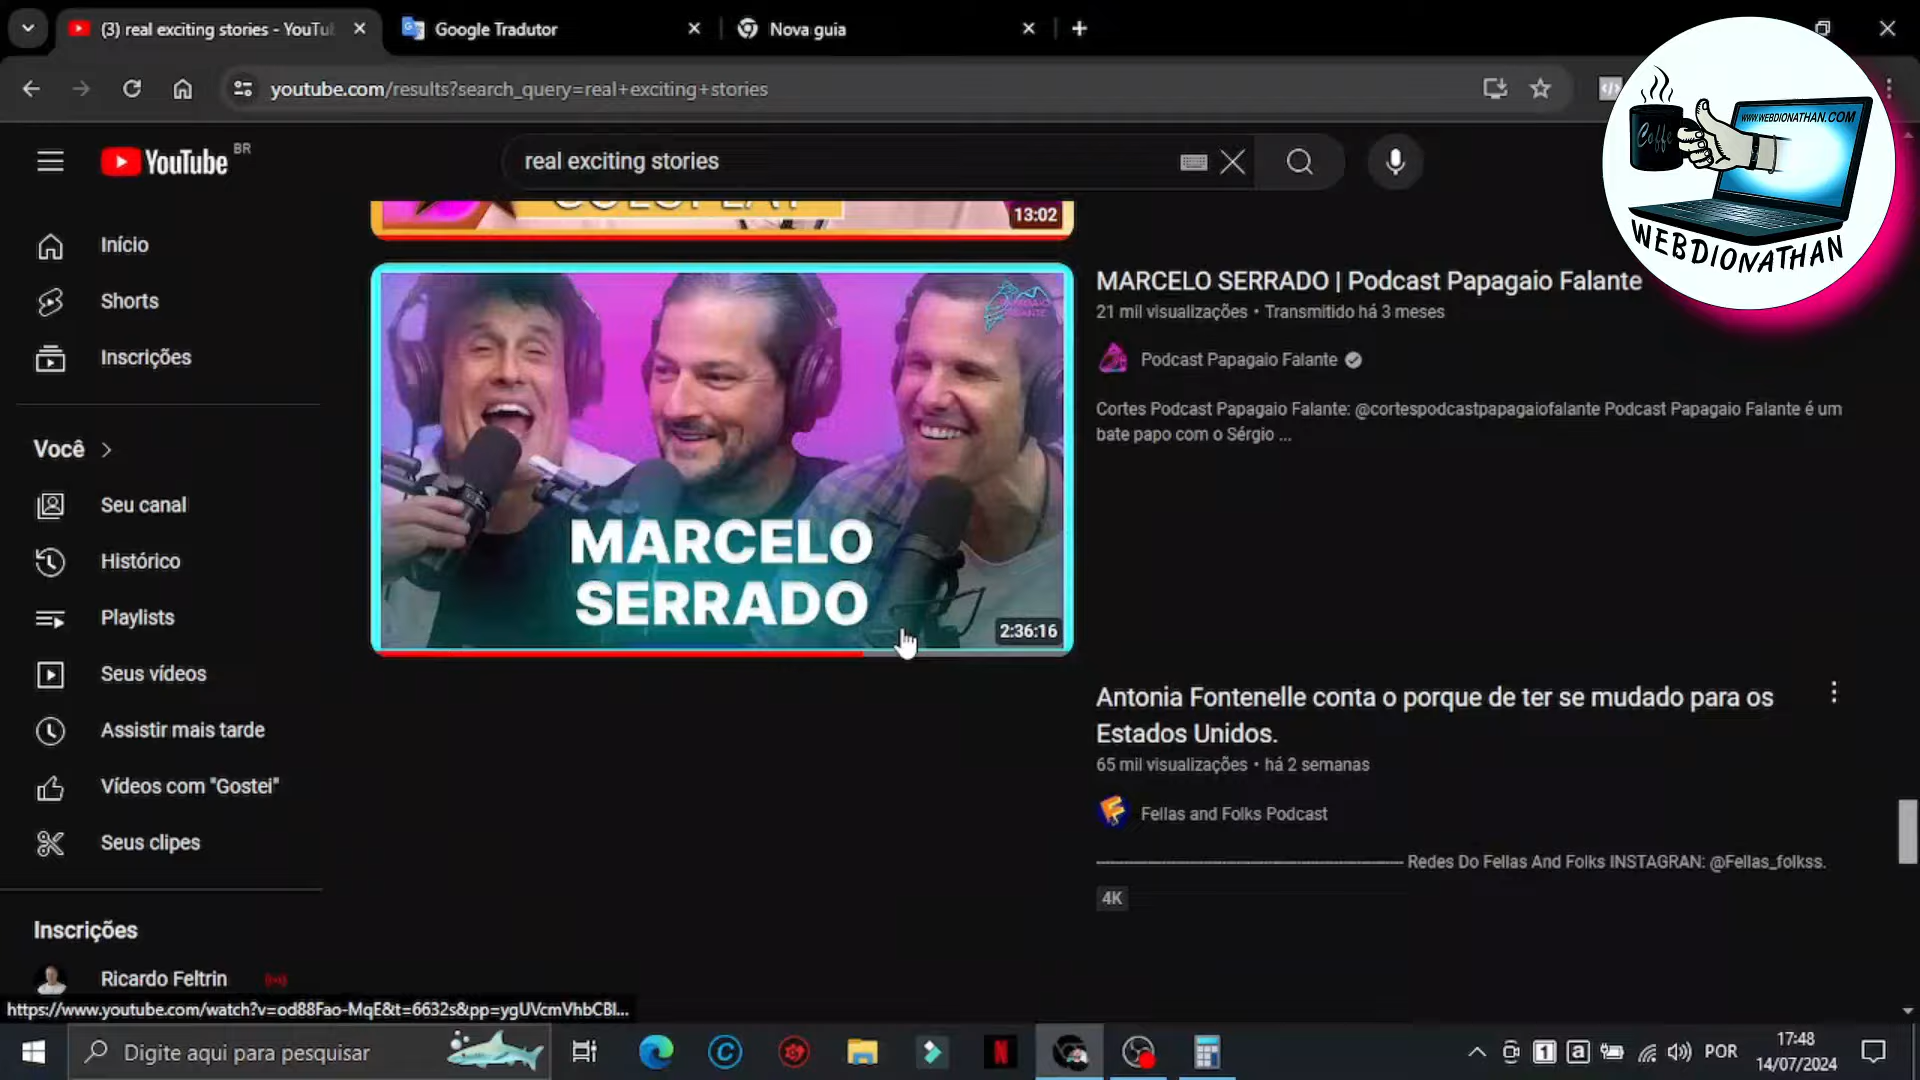 (3) real exciting stories - YouTu
Google Tradutor
Nova guia
youtube.com/results?search_query=real+exciting+stories
WWW.WEBDIONATHAN.COM
Coffe
WEBDIONATHAN
YouTube BR
real exciting stories
13:02
Início
Shorts
Inscrições
Você
Seu canal
Histórico
Playlists
Seus vídeos
Assistir mais tarde
Vídeos com "Gostei"
Seus clipes
Inscrições
Ricardo Feltrin
PAPAGAIO
FALANTE
MARCELO
SERRADO
2:36:16
MARCELO SERRADO | Podcast Papagaio Falante
21 mil visualizações • Transmitido há 3 meses
Podcast Papagaio Falante
Cortes Podcast Papagaio Falante: @cortespodcastpapagaiofalante Podcast Papagaio Falante é um
bate papo com o Sérgio ...
Antonia Fontenelle conta o porque de ter se mudado para os
Estados Unidos.
65 mil visualizações • há 2 semanas
Fellas and Folks Podcast
Redes Do Fellas And Folks INSTAGRAN: @Fellas_folkss.
4K
https://www.youtube.com/watch?v=od88Fao-MqE&t=6632s&pp=ygUVcmVhbCBl...
Digite aqui para pesquisar
POR
17:48
14/07/2024